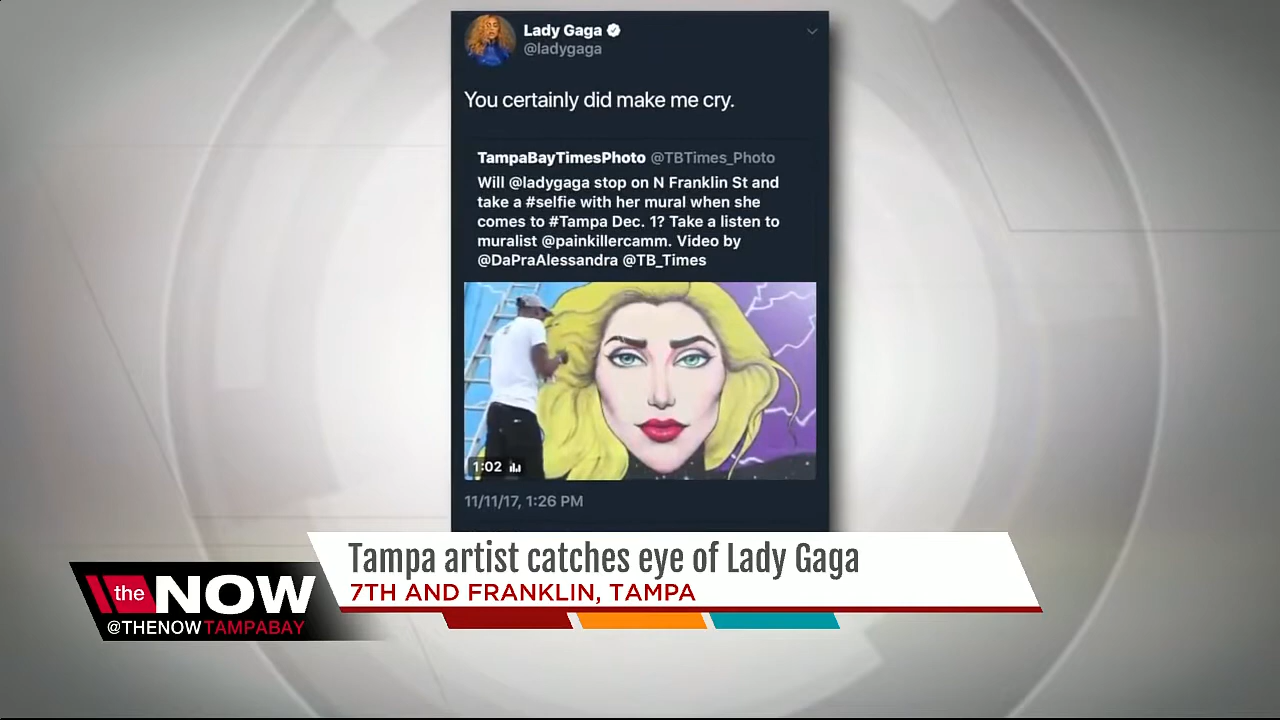 Lady Gaga
@ladygaga
You certainly did make me cry.
TampaBayTimesPhoto @TBTimes_Photo
Will @ladygaga stop on N Franklin St and
take a #selfie with her mural when she
comes to #Tampa Dec. 1? Take a listen to
muralist @painkillercamm. Video by
@DaPraAlessandra @TB_Times
1:02
11/11/17, 1:26 PM
Tampa artist catches eye of Lady Gaga
7TH AND FRANKLIN, TAMPA
the NOW
@THENOWTAMPABAY